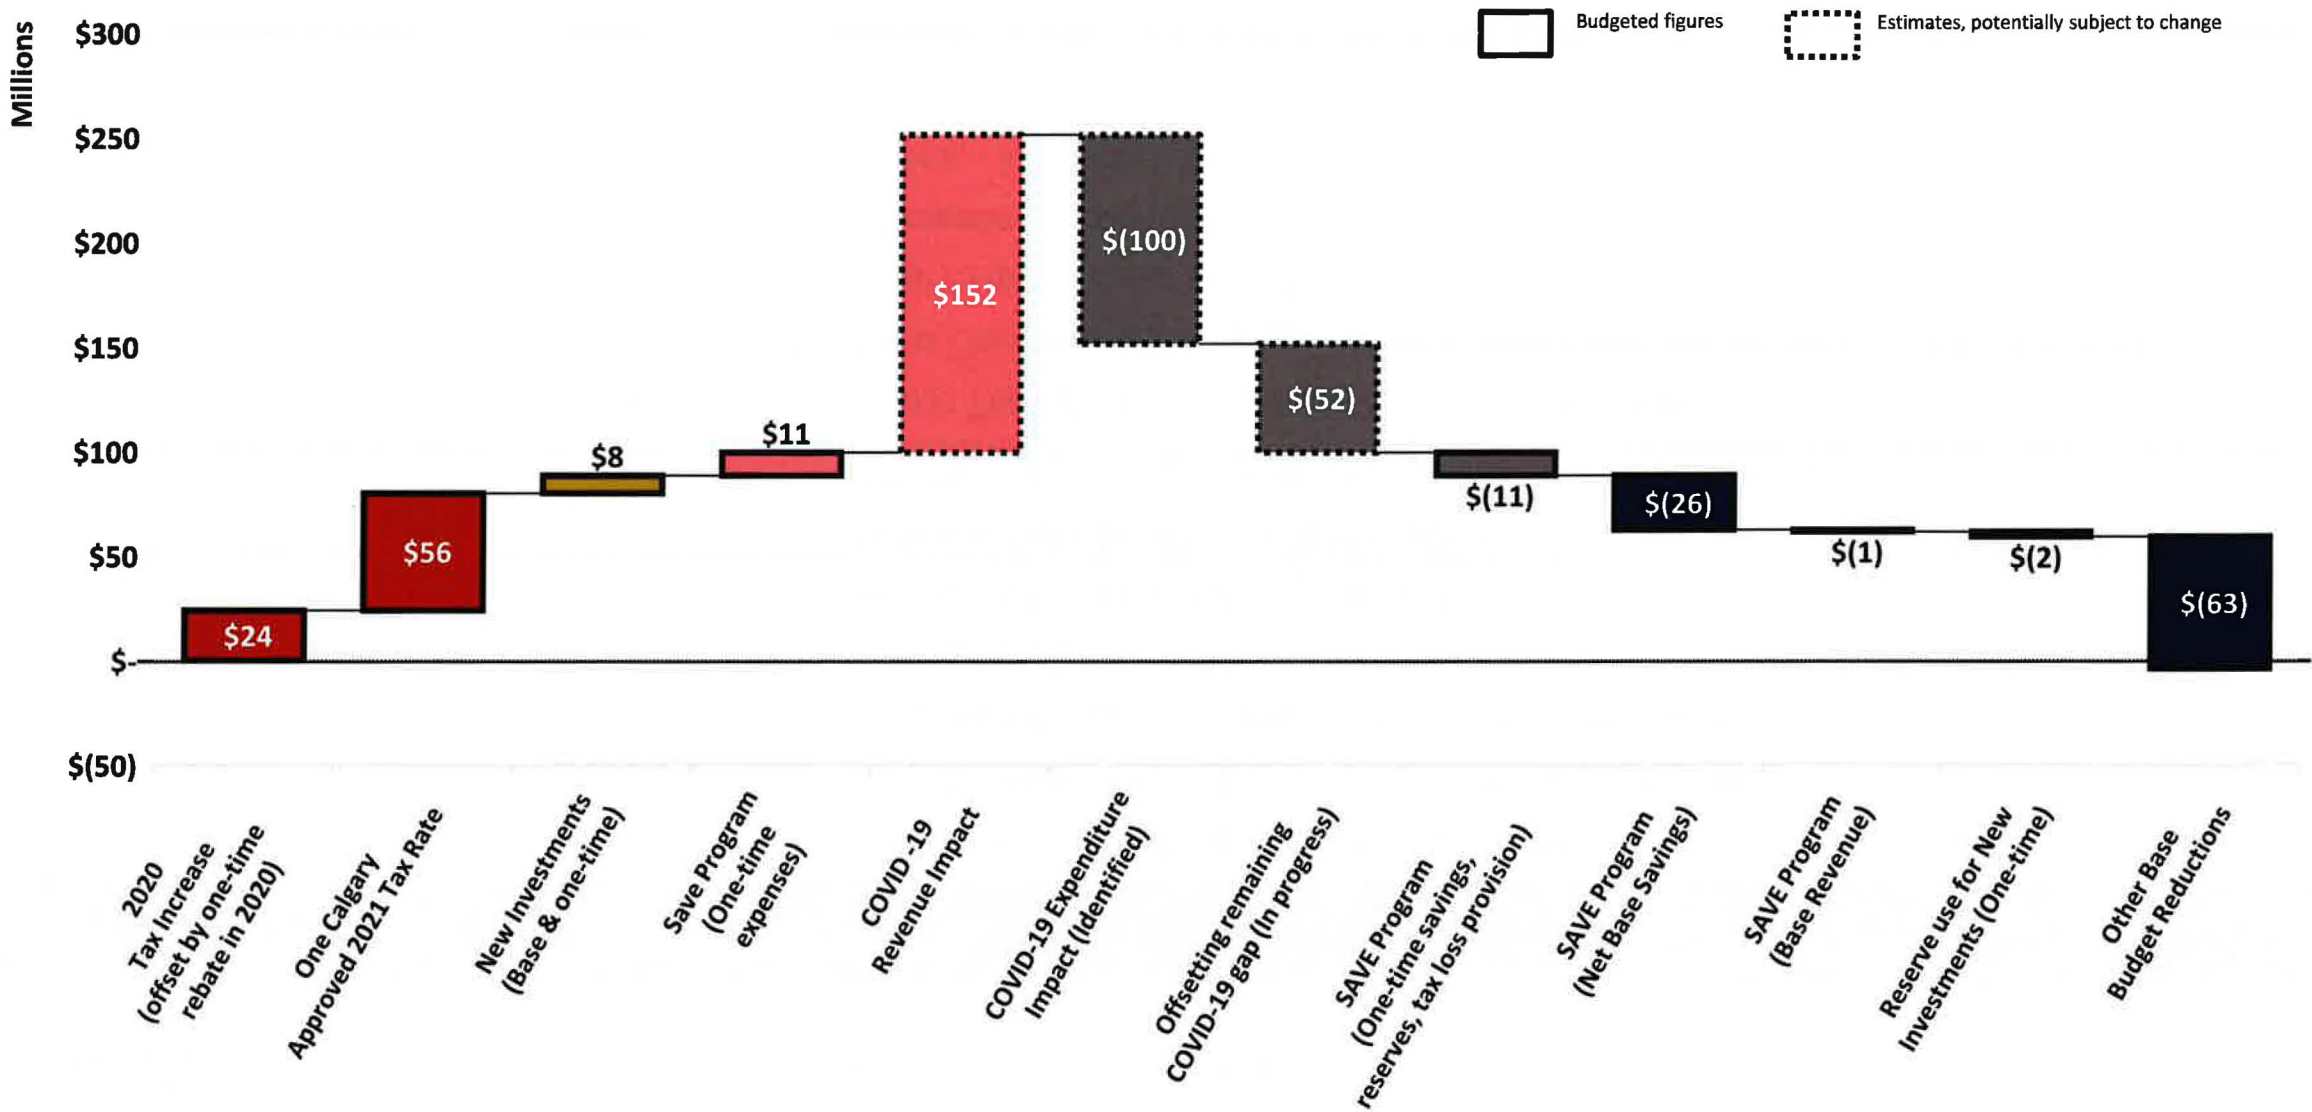 Millions
$300
$250
$200
$150
$100
$50
$-
$(50)
Budgeted figures
Estimates, potentially subject to change
$24
$56
$8
$11
$152
$(100)
$(52)
$(11)
$(26)
$(1)
$(2)
$(63)
2020
Tax Increase
(offset by one-time
rebate in 2020)
One Calgary
Approved 2021 Tax Rate
New Investments
(Base & one-time)
Save Program
(One-time
expenses)
COVID -19
Revenue Impact
COVID-19 Expenditure
Impact (Identified)
Offsetting remaining
COVID-19 gap (In progress)
SAVE Program
(One-time savings,
reserves, tax loss provision)
SAVE Program
(Net Base Savings)
SAVE Program
(Base Revenue)
Reserve use for New
Investments (One-time)
Other Base
Budget Reductions